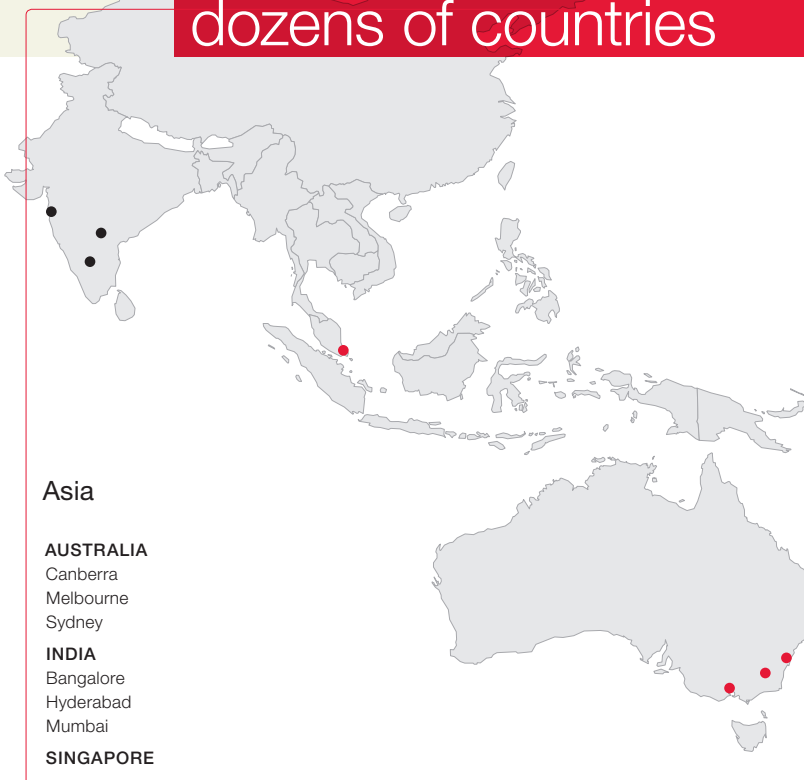 dozens of countries
Asia
AUSTRALIA
Canberra
Melbourne
Sydney
INDIA
Bangalore
Hyderabad
Mumbai
SINGAPORE